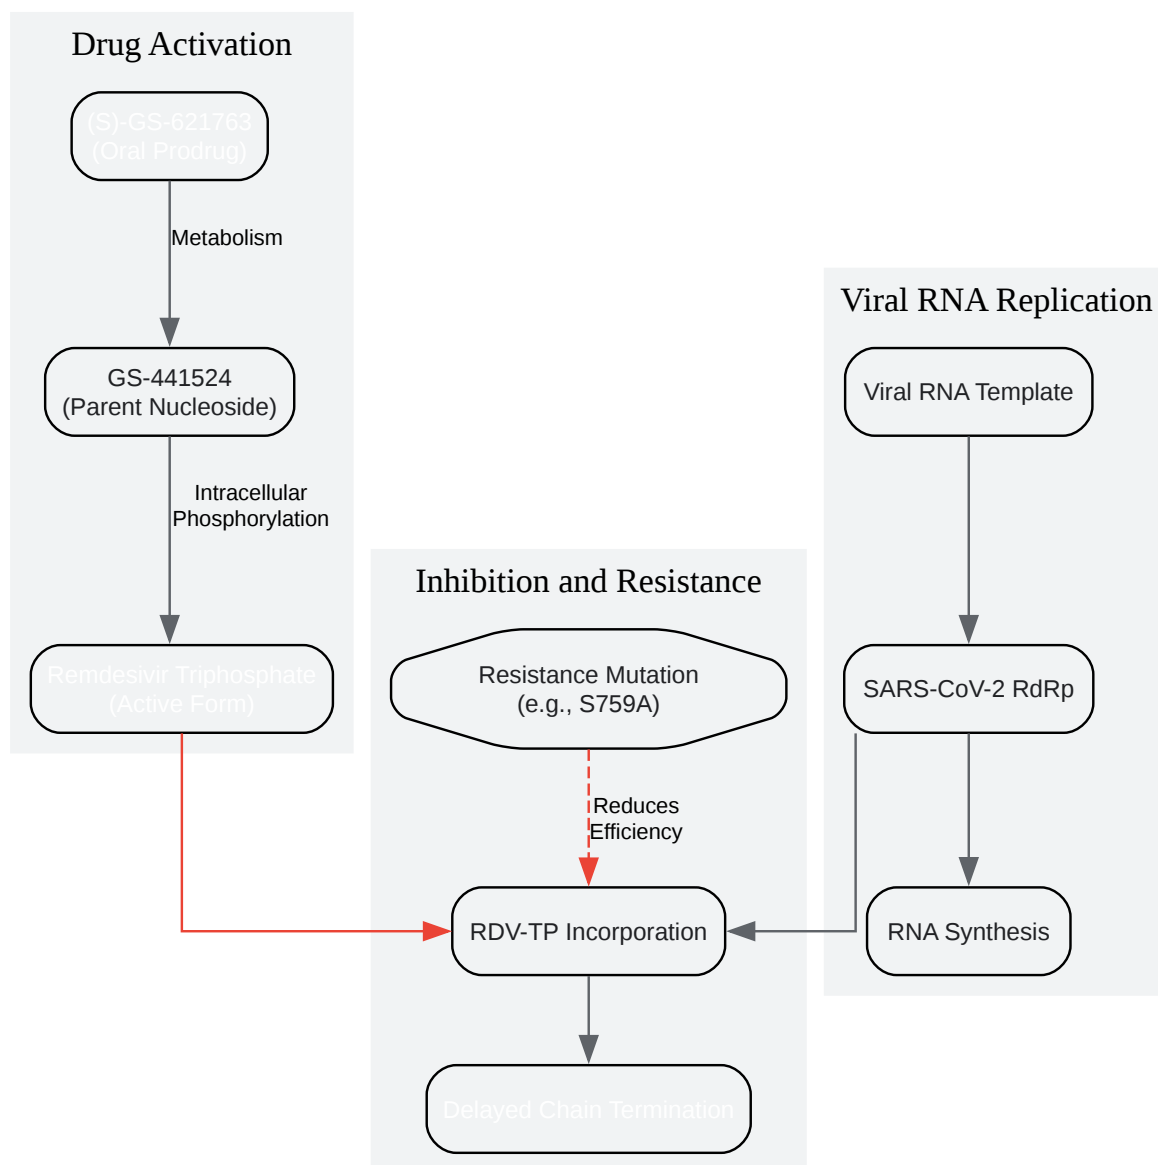 Drug Activation
(S)-GS-621763
(Oral Prodrug)
Metabolism
GS-441524
(Parent Nucleoside)
Intracellular
Phosphorylation
Remdesivir Triphosphate
(Active Form)
Viral RNA Replication
Viral RNA Template
SARS-CoV-2 RdRp
RNA Synthesis
Inhibition and Resistance
Resistance Mutation
(e.g., S759A)
Reduces
Efficiency
RDV-TP Incorporation
Delayed Chain Termination